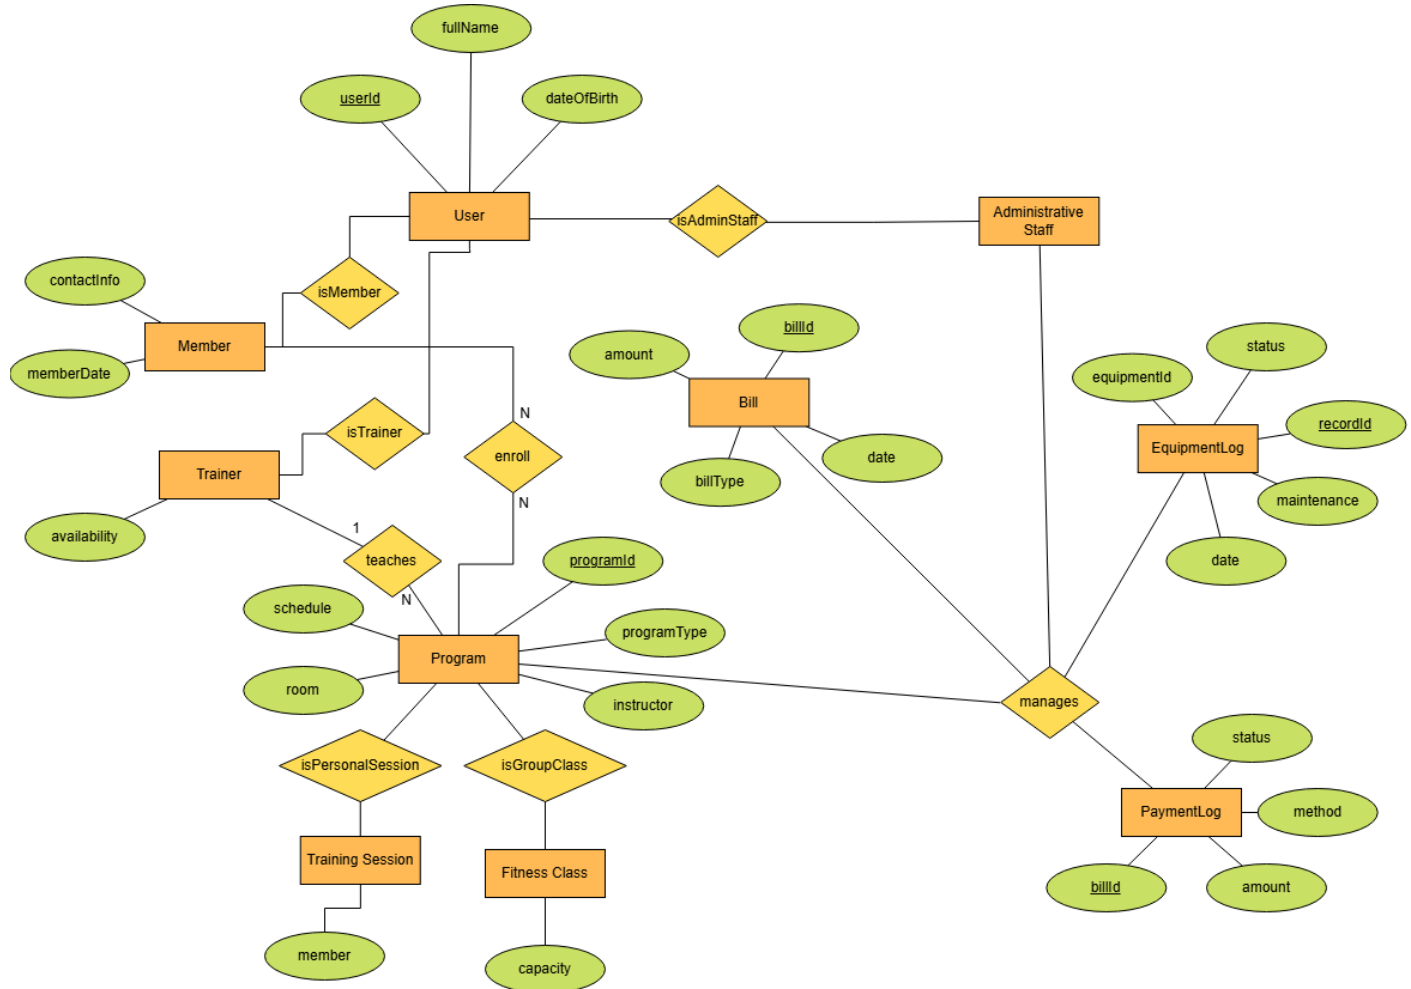 fullName
userId
dateOfBirth
User
isAdminStaff
Administrative
Staff
contactInfo
isMember
Member
memberDate
billId
amount
Bill
status
equipmentId
recordId
EquipmentLog
isTrainer
N
enroll
date
Trainer
billType
N
maintenance
availability
1
teaches
programId
date
N
schedule
programType
Program
room
instructor
manages
status
isPersonalSession
isGroupClass
PaymentLog
method
Training Session
Fitness Class
billId
amount
member
capacity